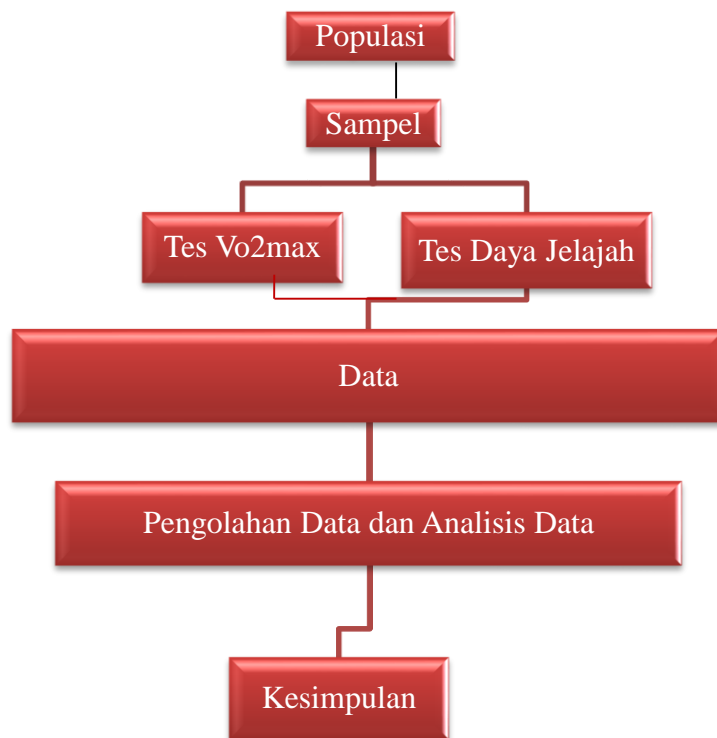 Populasi
Sampel
Tes Vo2max
Tes Daya Jelajah
Data
Pengolahan Data dan Analisis Data
Kesimpulan